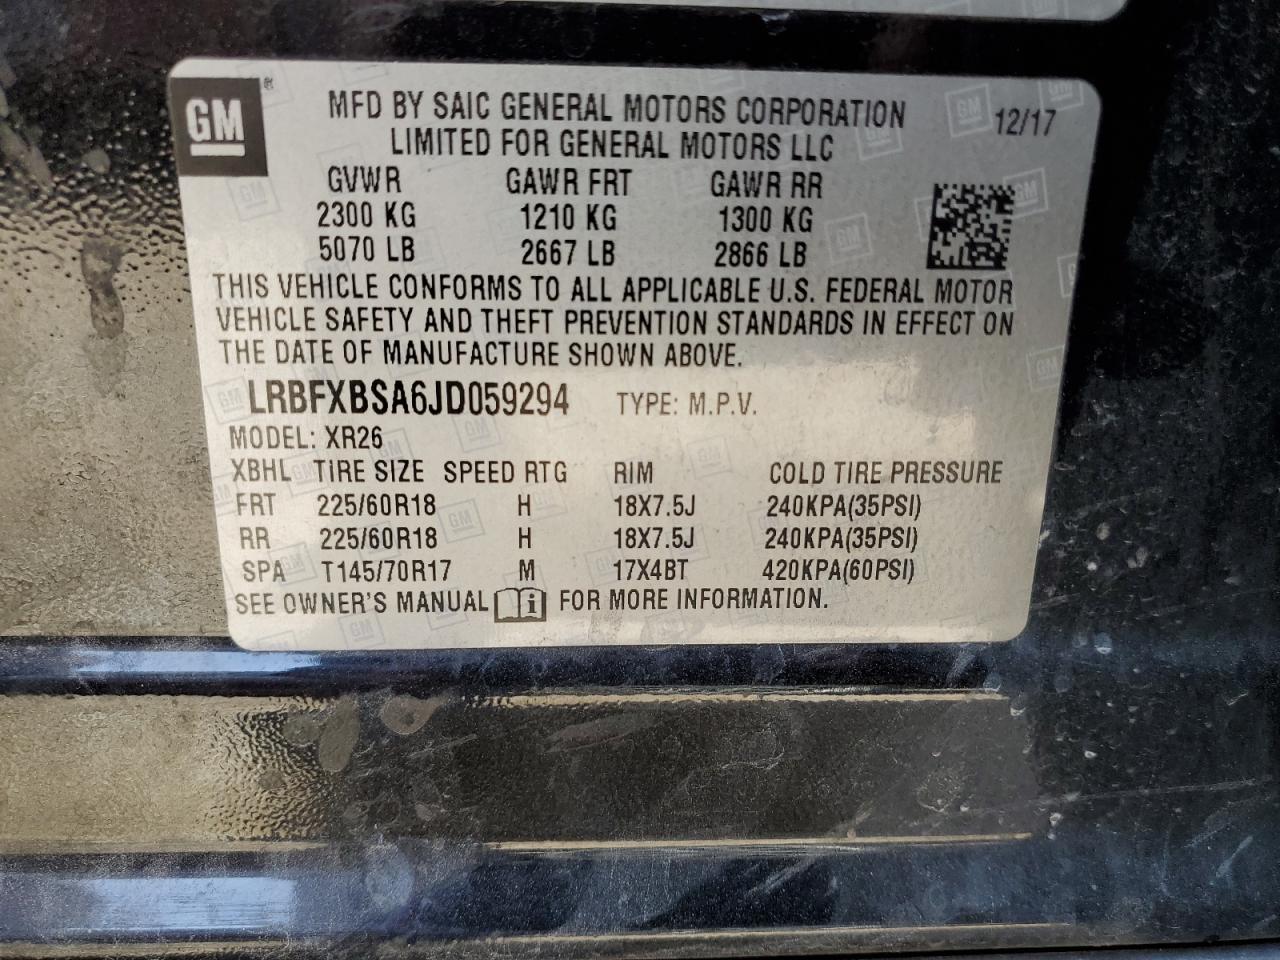 GM ®
MFD BY SAIC GENERAL MOTORS CORPORATION 12/17
LIMITED FOR GENERAL MOTORS LLC
GVWR GAWR FRT GAWR RR
2300 KG 1210 KG 1300 KG
5070 LB 2667 LB 2866 LB
THIS VEHICLE CONFORMS TO ALL APPLICABLE U.S. FEDERAL MOTOR
VEHICLE SAFETY AND THEFT PREVENTION STANDARDS IN EFFECT ON
THE DATE OF MANUFACTURE SHOWN ABOVE.
LRBFXBSA6JD059294 TYPE: M.P.V.
MODEL: XR26
XBHL TIRE SIZE SPEED RTG RIM COLD TIRE PRESSURE
FRT 225/60R18 H 18X7.5J 240KPA(35PSI)
RR 225/60R18 H 18X7.5J 240KPA(35PSI)
SPA T145/70R17 M 17X4BT 420KPA(60PSI)
SEE OWNER'S MANUAL i FOR MORE INFORMATION.